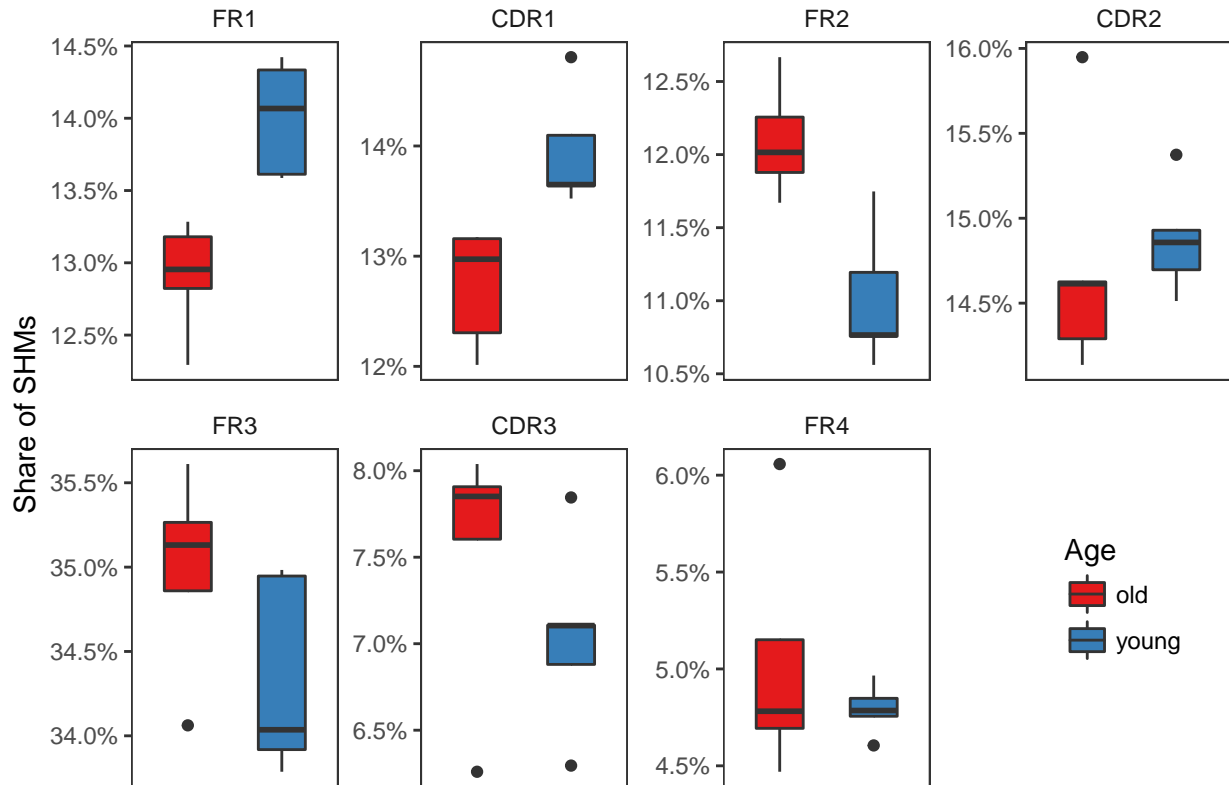 FR1
CDR1
FR2
CDR2
14.5%
14.0%
13.5%
13.0%
12.5%
14%
13%
12%
12.5%
12.0%
11.5%
11.0%
10.5%
16.0%
15.5%
15.0%
14.5%
Share of SHMs
FR3
CDR3
FR4
35.5%
35.0%
34.5%
34.0%
8.0%
7.5%
7.0%
6.5%
6.0%
5.5%
5.0%
4.5%
Age
old
young